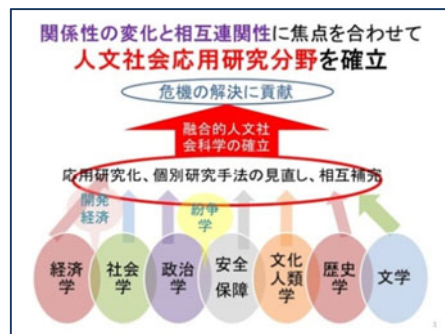 関係性の変化と相互連関性に焦点を合わせて
人文社会応用研究分野を確立
危機の解決に貢献
融合的人文社
会科学の確立
応用研究化、個別研究手法の見直し、相互補完
開発
経済
紛争
学
経済
学
社会
学
政治
学
安全
保障
文化
人類
学
歴史
学
文学